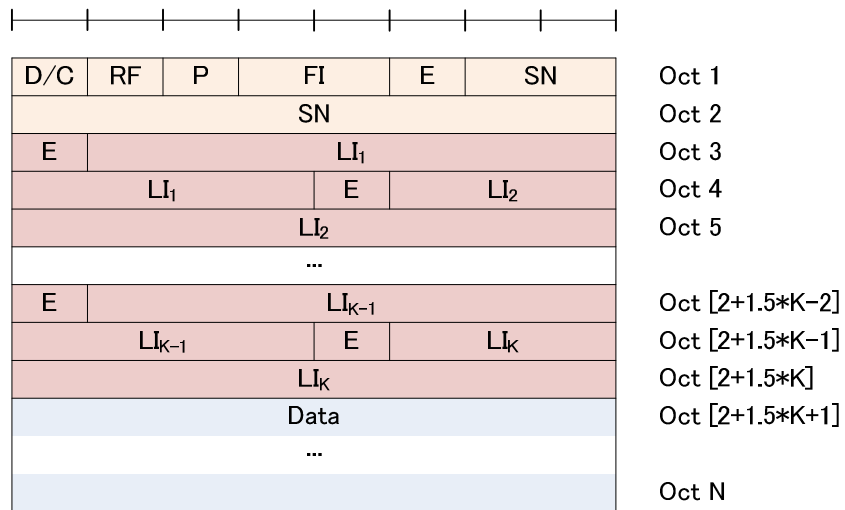 D/C RF P FI E SN Oct 1
SN Oct 2
E LI₁ Oct 3
LI₁ E LI₂ Oct 4
LI₂ Oct 5
...
E LIK-1 Oct [2+1.5*K-2]
LIK-1 E LIK Oct [2+1.5*K-1]
LIK Oct [2+1.5*K]
Data Oct [2+1.5*K+1]
...
Oct N